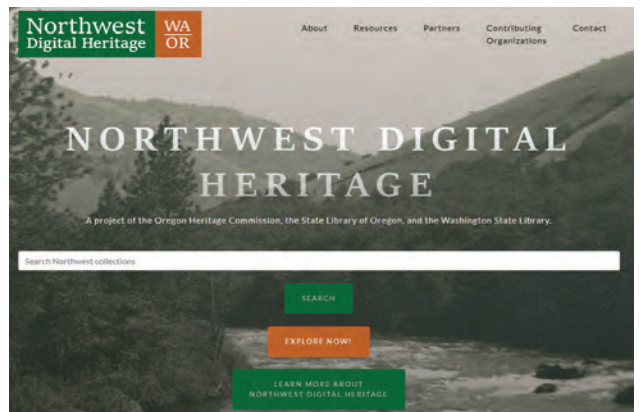 Northwest
Digital Heritage
WA
OR
About Resources Partners Contributing Organizations Contact
NORTHWEST DIGITAL
HERITAGE
A project of the Oregon Heritage Commission, the State Library of Oregon, and the Washington State Library.
Search Northwest collections
SEARCH
EXPLORE NOW!
LEARN MORE ABOUT
NORTHWEST DIGITAL HERITAGE